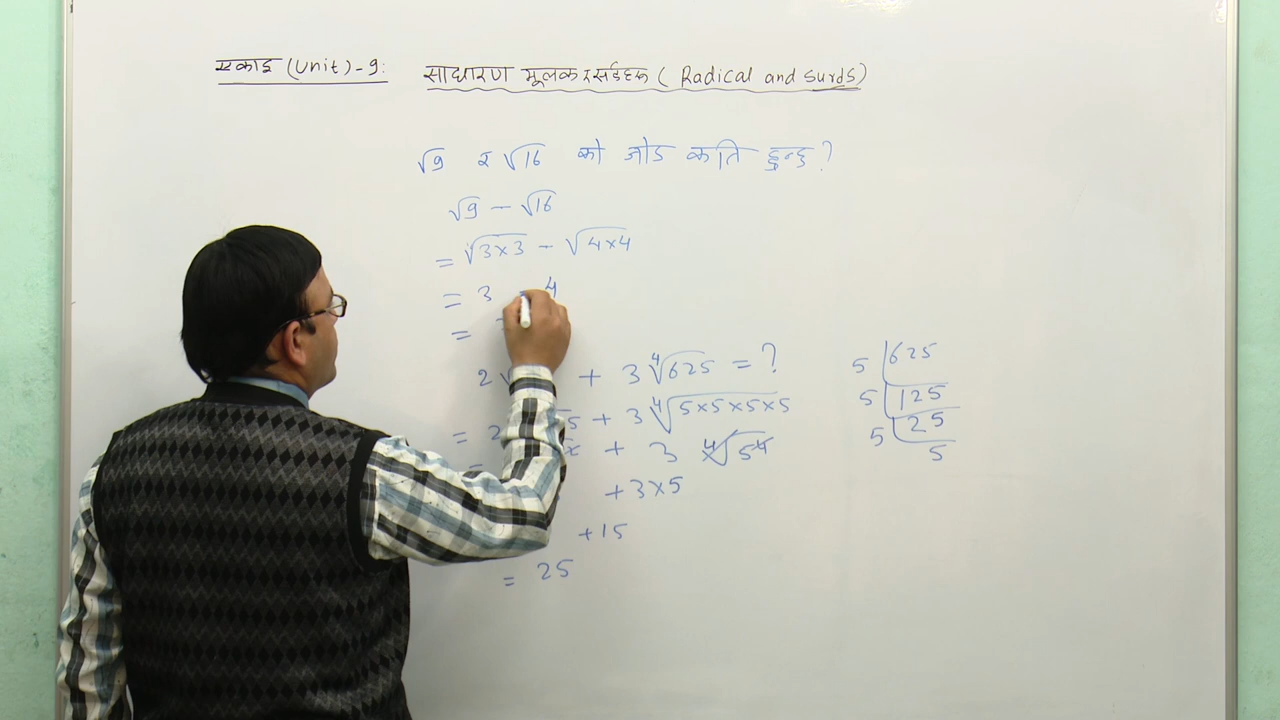 एकाइ (Unit)-9: साधारण मूलक र सर्डहरू (Radical and surds)
√9 र √16 को जोड कति हुन्छ?
√9 - √16
= √3×3 - √4×4
= 3 - 4
=
2√ + 3 ∜625 = ?
= 2 5 + 3 ∜5×5×5×5
= x + 3 ∜5⁴
+3×5
+15
= 25
5 625
5 125
5 25
5